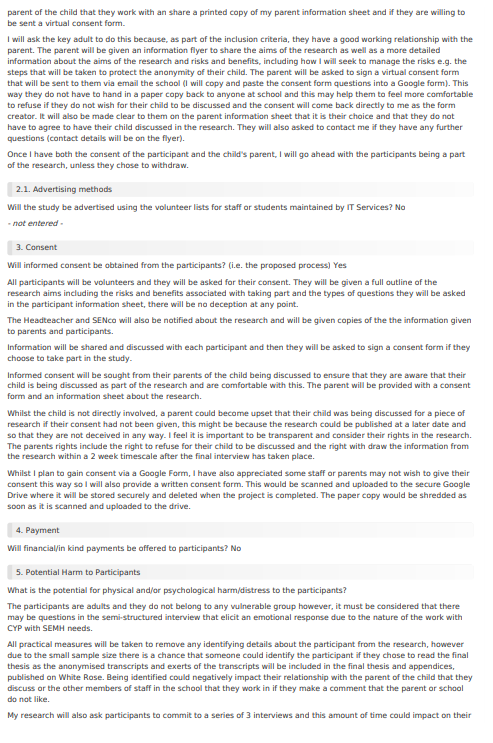 parent of the child that they work with an share a printed copy of my parent information sheet and if they are willing to
be sent a virtual consent form.
I will ask the key adult to do this because, as part of the inclusion criteria, they have a good working relationship with the
parent. The parent will be given an information flyer to share the aims of the research as well as a more detailed
information about the aims of the research and risks and benefits, including how I will seek to manage the risks e.g. the
steps that will be taken to protect the anonymity of their child. The parent will be asked to sign a virtual consent form
that will be sent to them via email the school (I will copy and paste the consent form questions into a Google form). This
way they do not have to hand in a paper copy back to anyone at school and this may help them to feel more comfortable
to refuse if they do not wish for their child to be discussed and the consent will come back directly to me as the form
creator. It will also be made clear to them on the parent information sheet that it is their choice and that they do not
have to agree to have their child discussed in the research. They will also asked to contact me if they have any further
questions (contact details will be on the flyer).
Once I have both the consent of the participant and the child's parent, I will go ahead with the participants being a part
of the research, unless they chose to withdraw.
2.1. Advertising methods
Will the study be advertised using the volunteer lists for staff or students maintained by IT Services? No
- not entered -
3. Consent
Will informed consent be obtained from the participants? (i.e. the proposed process) Yes
All participants will be volunteers and they will be asked for their consent. They will be given a full outline of the
research aims including the risks and benefits associated with taking part and the types of questions they will be asked
in the participant information sheet, there will be no deception at any point.
The Headteacher and SENco will also be notified about the research and will be given copies of the the information given
to parents and participants.
Information will be shared and discussed with each participant and then they will be asked to sign a consent form if they
choose to take part in the study.
Informed consent will be sought from their parents of the child being discussed to ensure that they are aware that their
child is being discussed as part of the research and are comfortable with this. The parent will be provided with a consent
form and an information sheet about the research.
Whilst the child is not directly involved, a parent could become upset that their child was being discussed for a piece of
research if their consent had not been given, this might be because the research could be published at a later date and
so that they are not deceived in any way. I feel it is important to be transparent and consider their rights in the research.
The parents rights include the right to refuse for their child to be discussed and the right with draw the information from
the research within a 2 week timescale after the final interview has taken place.
Whilst I plan to gain consent via a Google Form, I have also appreciated some staff or parents may not wish to give their
consent this way so I will also provide a written consent form. This would be scanned and uploaded to the secure Google
Drive where it will be stored securely and deleted when the project is completed. The paper copy would be shredded as
soon as it is scanned and uploaded to the drive.
4. Payment
Will financial/in kind payments be offered to participants? No
5. Potential Harm to Participants
What is the potential for physical and/or psychological harm/distress to the participants?
The participants are adults and they do not belong to any vulnerable group however, it must be considered that there
may be questions in the semi-structured interview that elicit an emotional response due to the nature of the work with
CYP with SEMH needs.
All practical measures will be taken to remove any identifying details about the participant from the research, however
due to the small sample size there is a chance that someone could identify the participant if they chose to read the final
thesis as the anonymised transcripts and exerts of the transcripts will be included in the final thesis and appendices,
published on White Rose. Being identified could negatively impact their relationship with the parent of the child that they
discuss or the other members of staff in the school that they work in if they make a comment that the parent or school
do not like.
My research will also ask participants to commit to a series of 3 interviews and this amount of time could impact on their